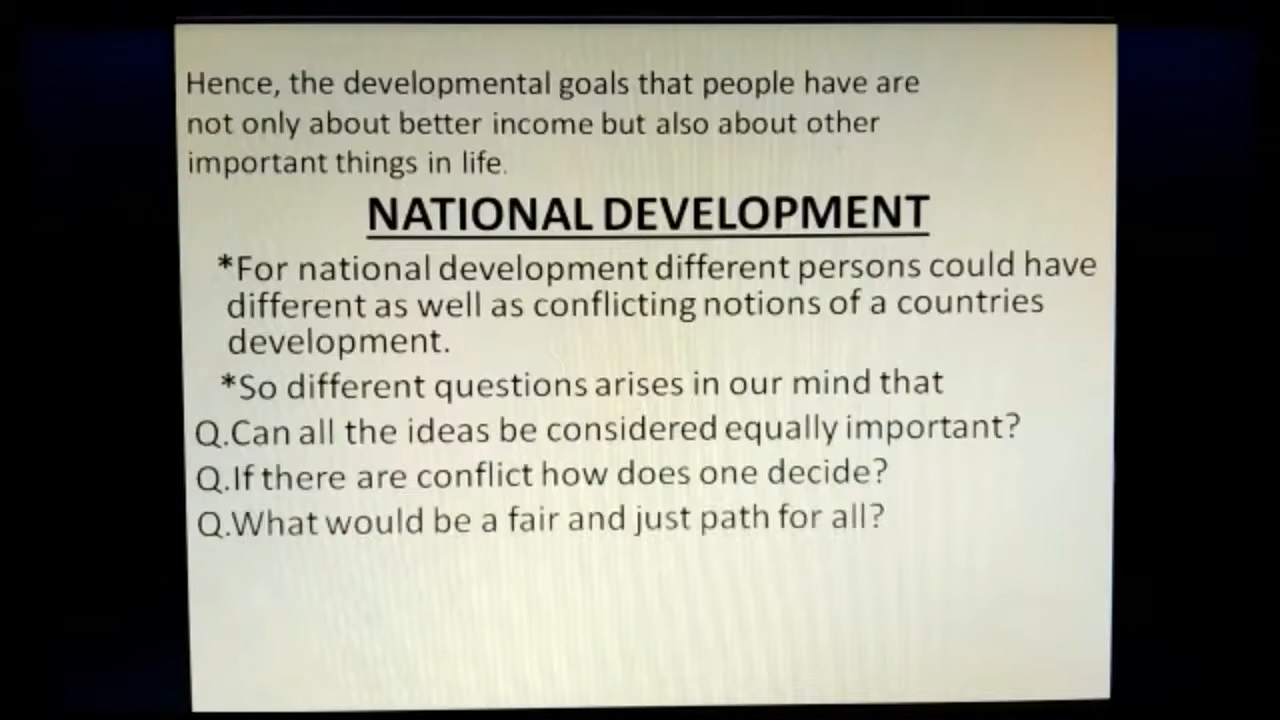 Hence, the developmental goals that people have are
not only about better income but also about other
important things in life.
NATIONAL DEVELOPMENT
*For national development different persons could have
different as well as conflicting notions of a countries
development.
*So different questions arises in our mind that
Q.Can all the ideas be considered equally important?
Q.If there are conflict how does one decide?
Q.What would be a fair and just path for all?